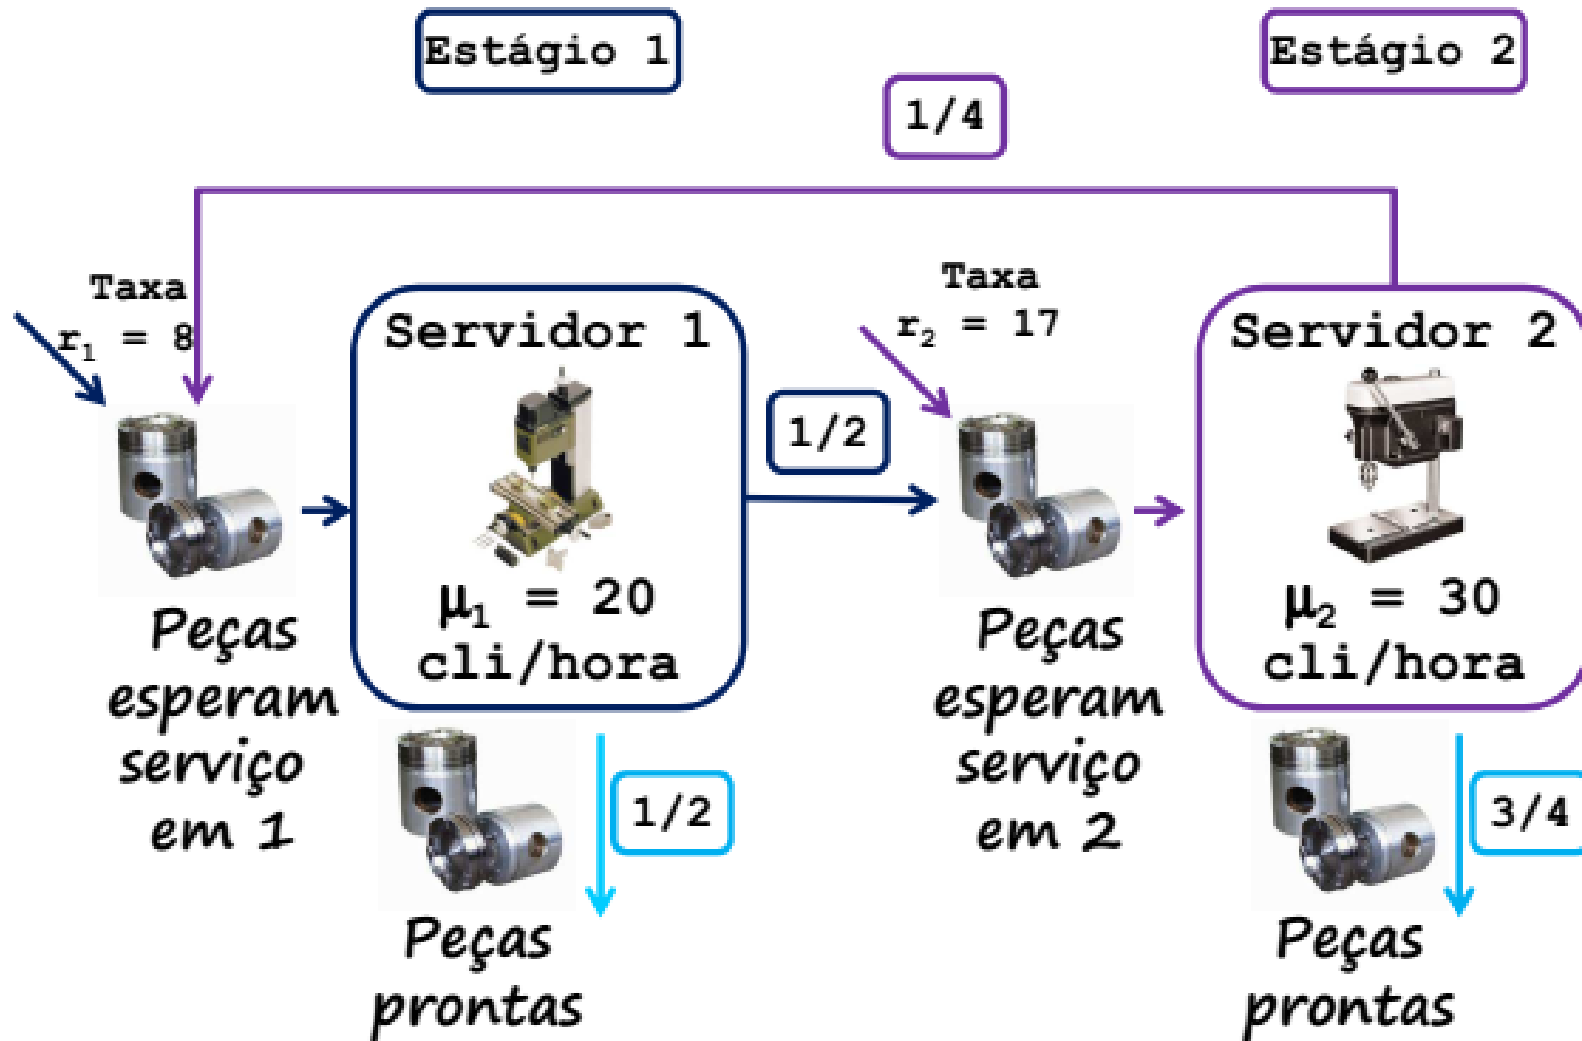 Estágio 1
Estágio 2
1/4
Taxa
r₁ = 8
Taxa
r₂ = 17
Servidor 1
Servidor 2
1/2
μ₁ = 20
cli/hora
μ₂ = 30
cli/hora
Peças
esperam
serviço
em 1
Peças
esperam
serviço
em 2
1/2
3/4
Peças
prontas
Peças
prontas